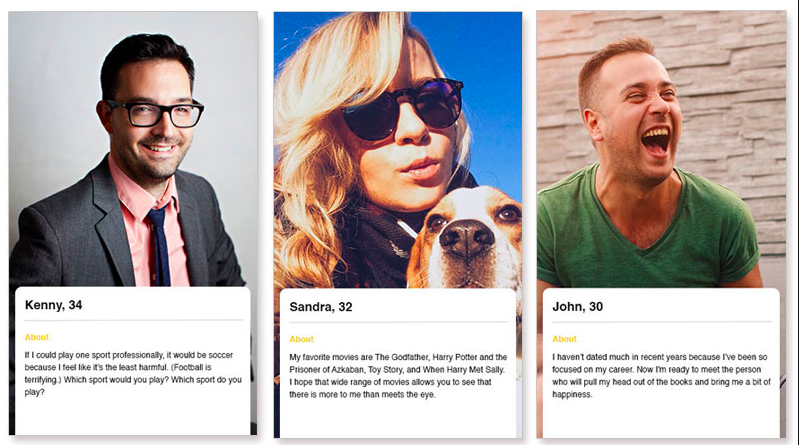 Kenny, 34
About
If I could play one sport professionally, it would be soccer
because I feel like it's the least harmful. (Football is
terrifying.) Which sport would you play? Which sport do you
play?
Sandra, 32
About
My favorite movies are The Godfather, Harry Potter and the
Prisoner of Azkaban, Toy Story, and When Harry Met Sally.
I hope that wide range of movies allows you to see that
there is more to me than meets the eye.
John, 30
About
I haven't dated much in recent years because I've been so
focused on my career. Now I'm ready to meet the person
who will pull my head out of the books and bring me a bit of
happiness.